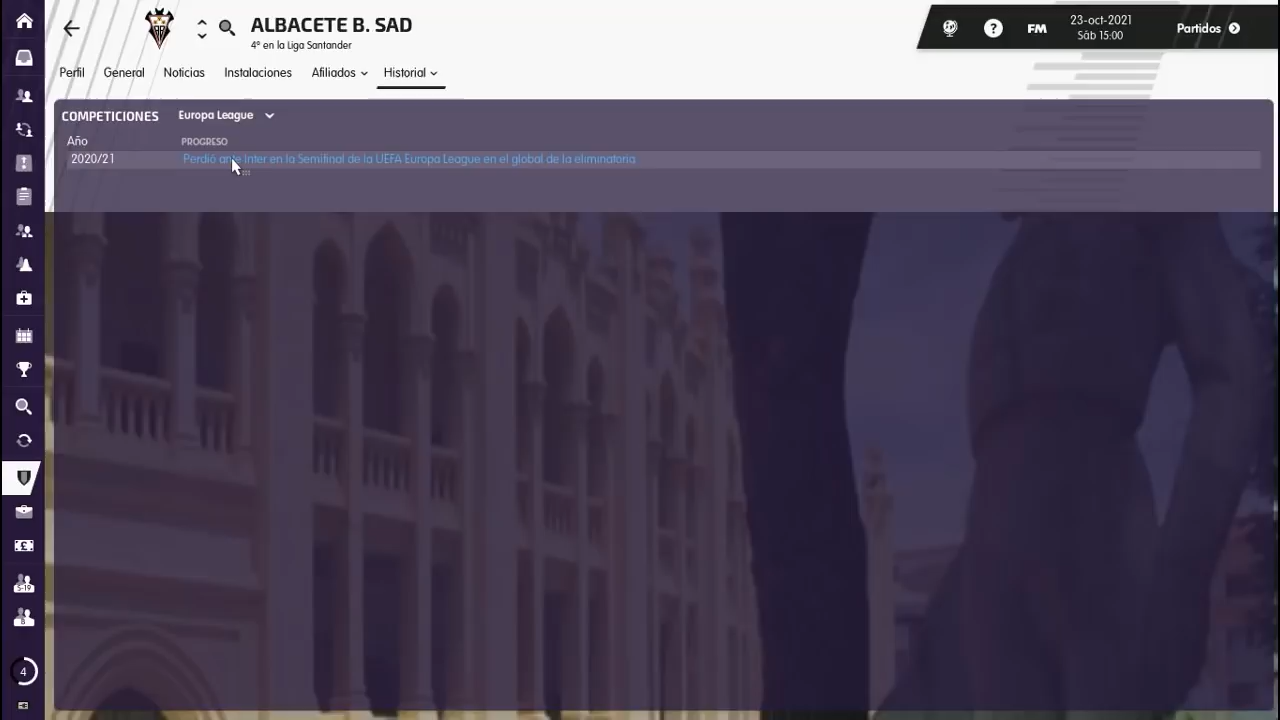 ALBACETE B. SAD
4º en la Liga Santander
FM
23-oct-2021
Sáb 15:00
Partidos
Perfil General Noticias Instalaciones Afiliados Historial
COMPETICIONES Europa League
Año PROGRESO
2020/21 Perdió ante Inter en la Semifinal de la UEFA Europa League en el global de la eliminatoria
S-19
B
4